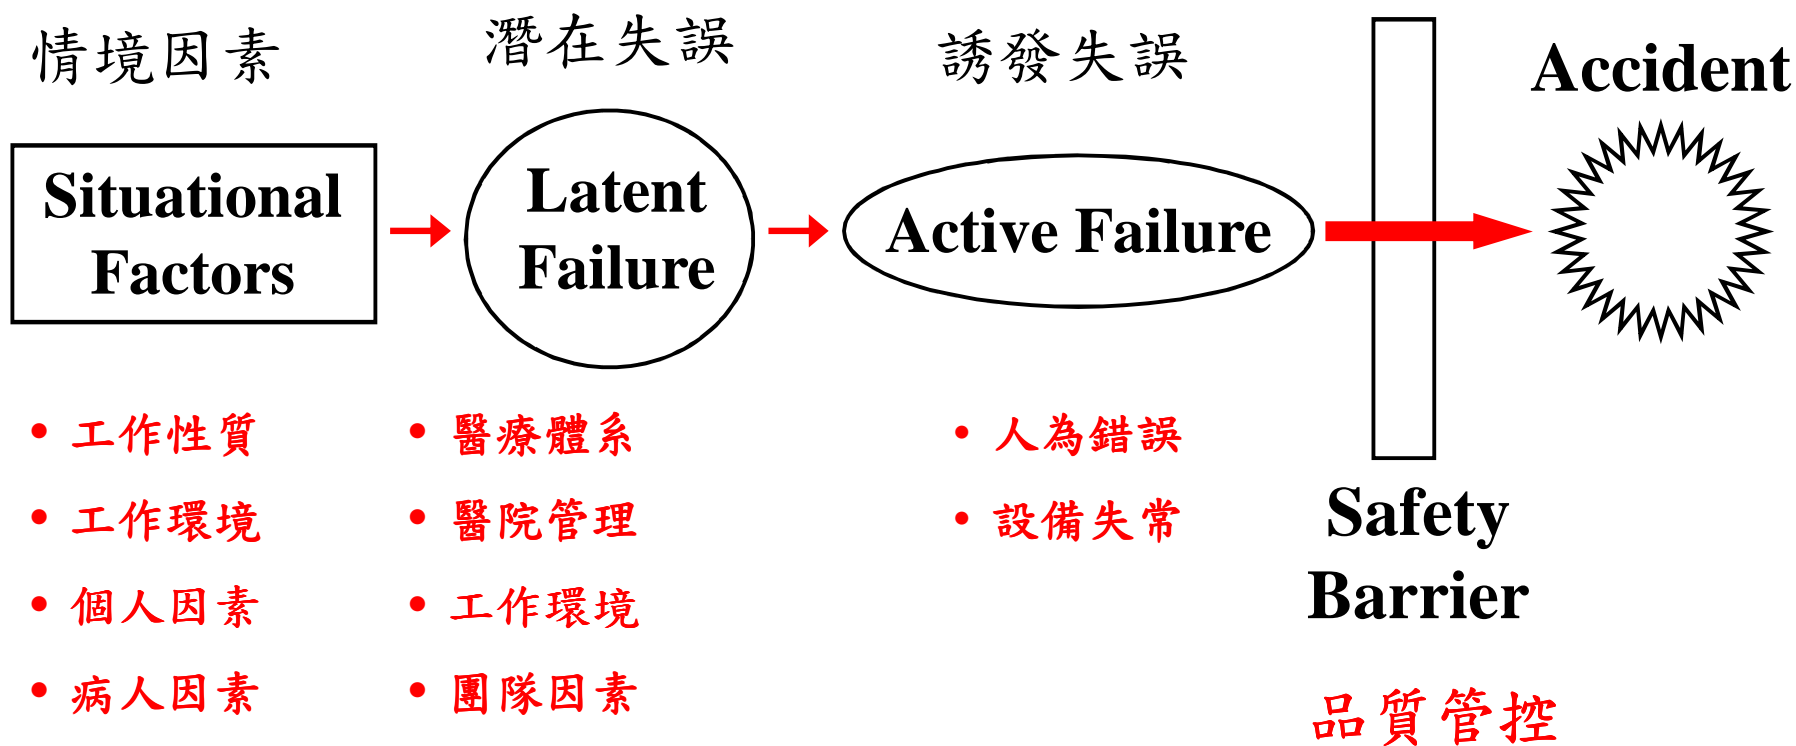 情境因素
Situational
Factors
潛在失誤
Latent
Failure
誘發失誤
Active Failure
Accident
• 工作性質
• 工作環境
• 個人因素
• 病人因素
• 醫療體系
• 醫院管理
• 工作環境
• 團隊因素
• 人為錯誤
• 設備失常
Safety
Barrier
品質管控